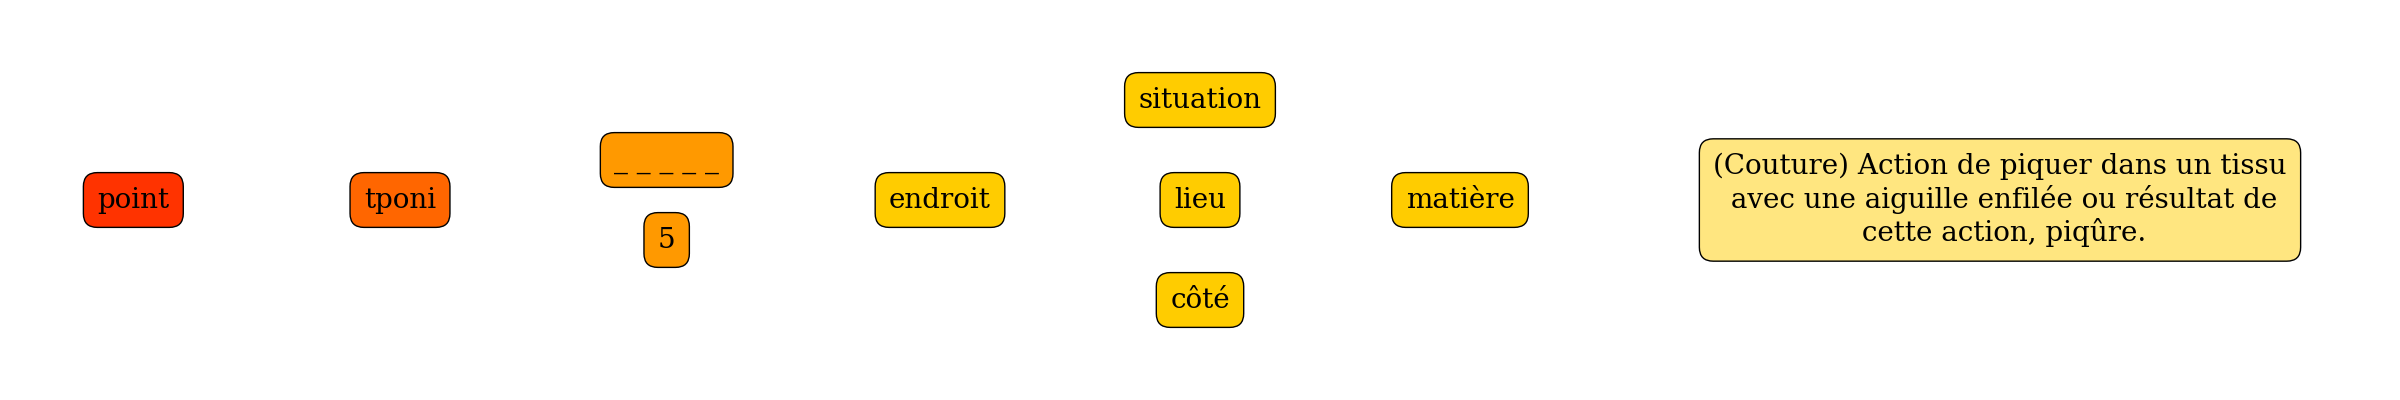 point
tponi
_ _ _ _ _
5
endroit
situation
lieu
côté
matière
(Couture) Action de piquer dans un tissu
avec une aiguille enfilée ou résultat de
cette action, piqûre.